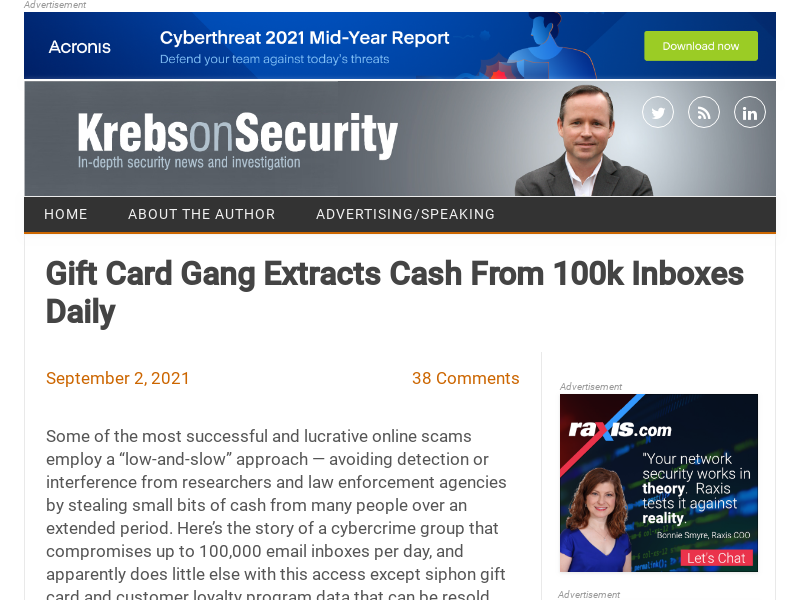 Advertisement
Acronis
Cyberthreat 2021 Mid-Year Report
Defend your team against today's threats
Download now
KrebsonSecurity
In-depth security news and investigation
HOME
ABOUT THE AUTHOR
ADVERTISING/SPEAKING
Gift Card Gang Extracts Cash From 100k Inboxes
Daily
September 2, 2021
38 Comments
Some of the most successful and lucrative online scams
employ a “low-and-slow” approach — avoiding detection or
interference from researchers and law enforcement agencies
by stealing small bits of cash from many people over an
extended period. Here’s the story of a cybercrine group that
compromises up to 100,000 email inboxes per day, and
apparently does little else with this access except siphon gift
card and customer loyalty program data that can be resold
Advertisement
raxis.com
"Your network
security works in
theory. Raxis
tests it against
reality.
Bonnie Smyre, Raxis COO
Let's Chat
Advertisement